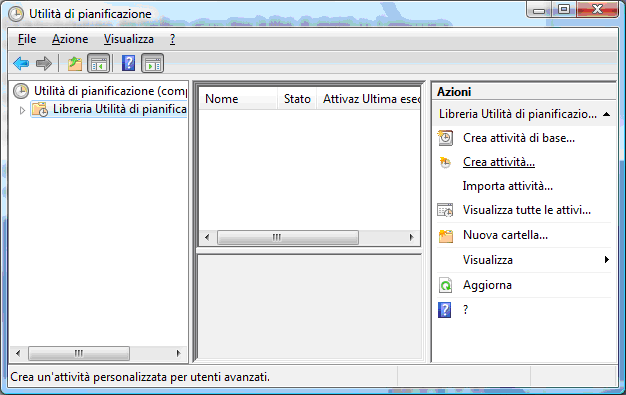 Utilità di pianificazione
File Azione Visualizza ?
Utilità di pianificazione (comp
Libreria Utilità di pianifica
Nome Stato Attivaz Ultima esec
Azioni
Libreria Utilità di pianificazio...
Crea attività di base...
Crea attività...
Importa attività...
Visualizza tutte le attivi...
Nuova cartella...
Visualizza
Aggiorna
?
Crea un'attività personalizzata per utenti avanzati.